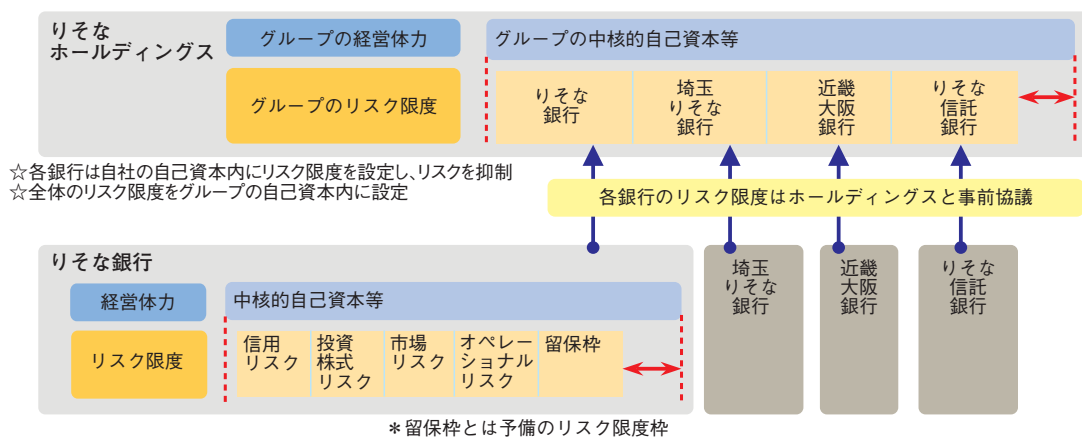 りそな
ホールディングス
グループの経営体力
グループの中核的自己資本等
グループのリスク限度
りそな
銀行
埼玉
りそな
銀行
近畿
大阪
銀行
りそな
信託
銀行
☆各銀行は自社の自己資本内にリスク限度を設定し、リスクを抑制
☆全体のリスク限度をグループの自己資本内に設定
各銀行のリスク限度はホールディングスと事前協議
りそな銀行
経営体力
中核的自己資本等
リスク限度
信用
リスク
投資
株式
リスク
市場
リスク
オペレー
ショナル
リスク
留保枠
埼玉
りそな
銀行
近畿
大阪
銀行
りそな
信託
銀行
＊留保枠とは予備のリスク限度枠